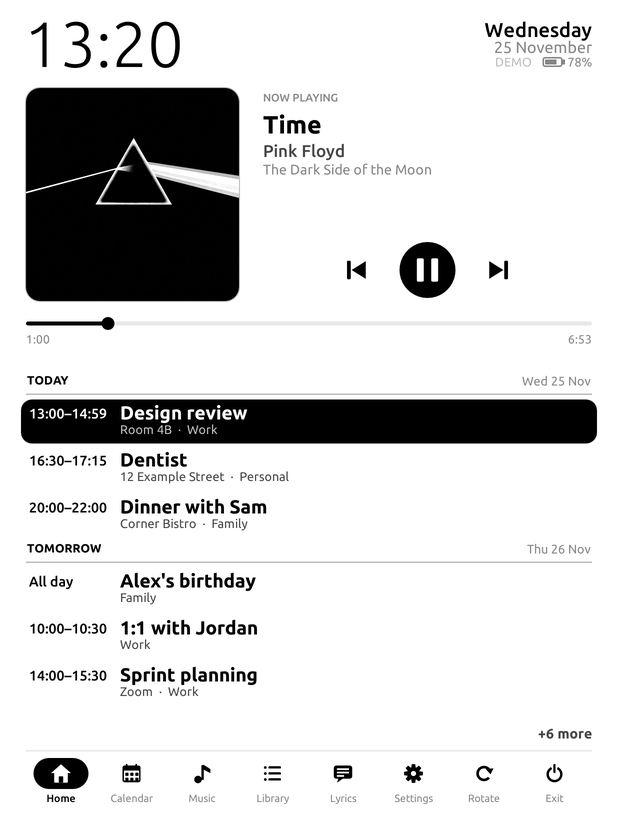 13:20
Wednesday
25 November
DEMO 78%
NOW PLAYING
Time
Pink Floyd
The Dark Side of the Moon
1:00 6:53
TODAY Wed 25 Nov
13:00–14:59 Design review
Room 4B · Work
16:30–17:15 Dentist
12 Example Street · Personal
20:00–22:00 Dinner with Sam
Corner Bistro · Family
TOMORROW Thu 26 Nov
All day Alex's birthday
Family
10:00–10:30 1:1 with Jordan
Work
14:00–15:30 Sprint planning
Zoom · Work
+6 more
Home Calendar Music Library Lyrics Settings Rotate Exit